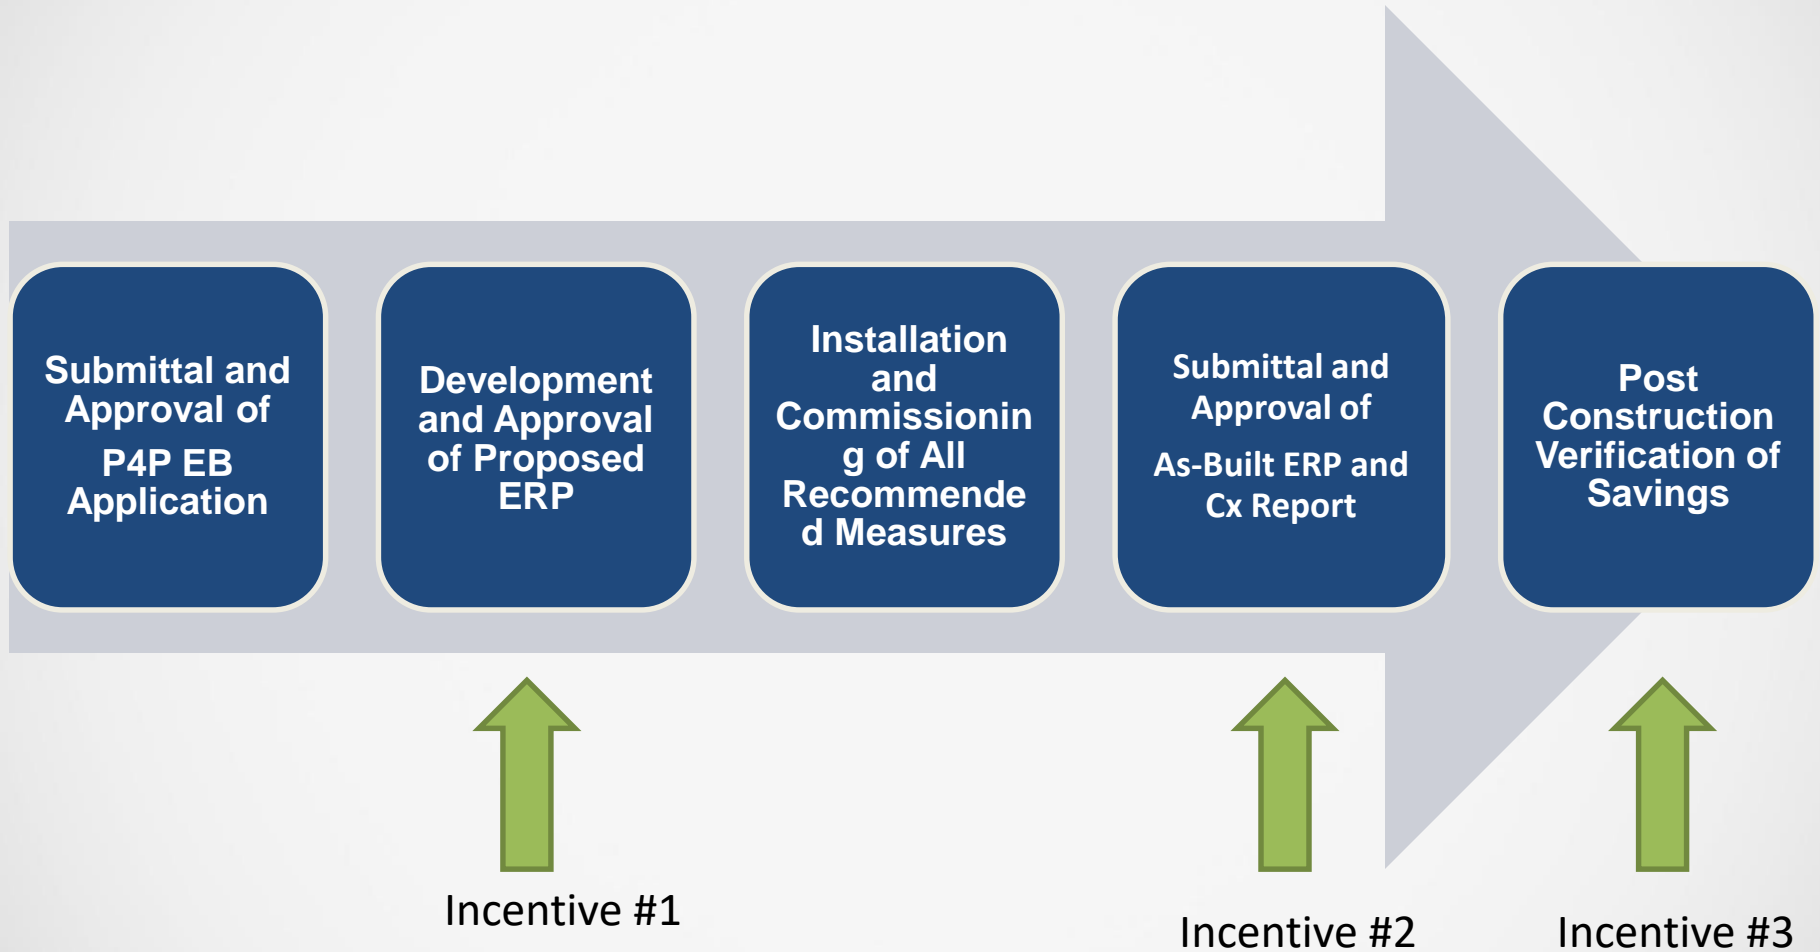 Submittal and
Approval of
P4P EB
Application
Development
and Approval
of Proposed
ERP
Installation
and
Commissionin
g of All
Recommende
d Measures
Submittal and
Approval of
As-Built ERP and
Cx Report
Post
Construction
Verification of
Savings
Incentive #1
Incentive #2
Incentive #3